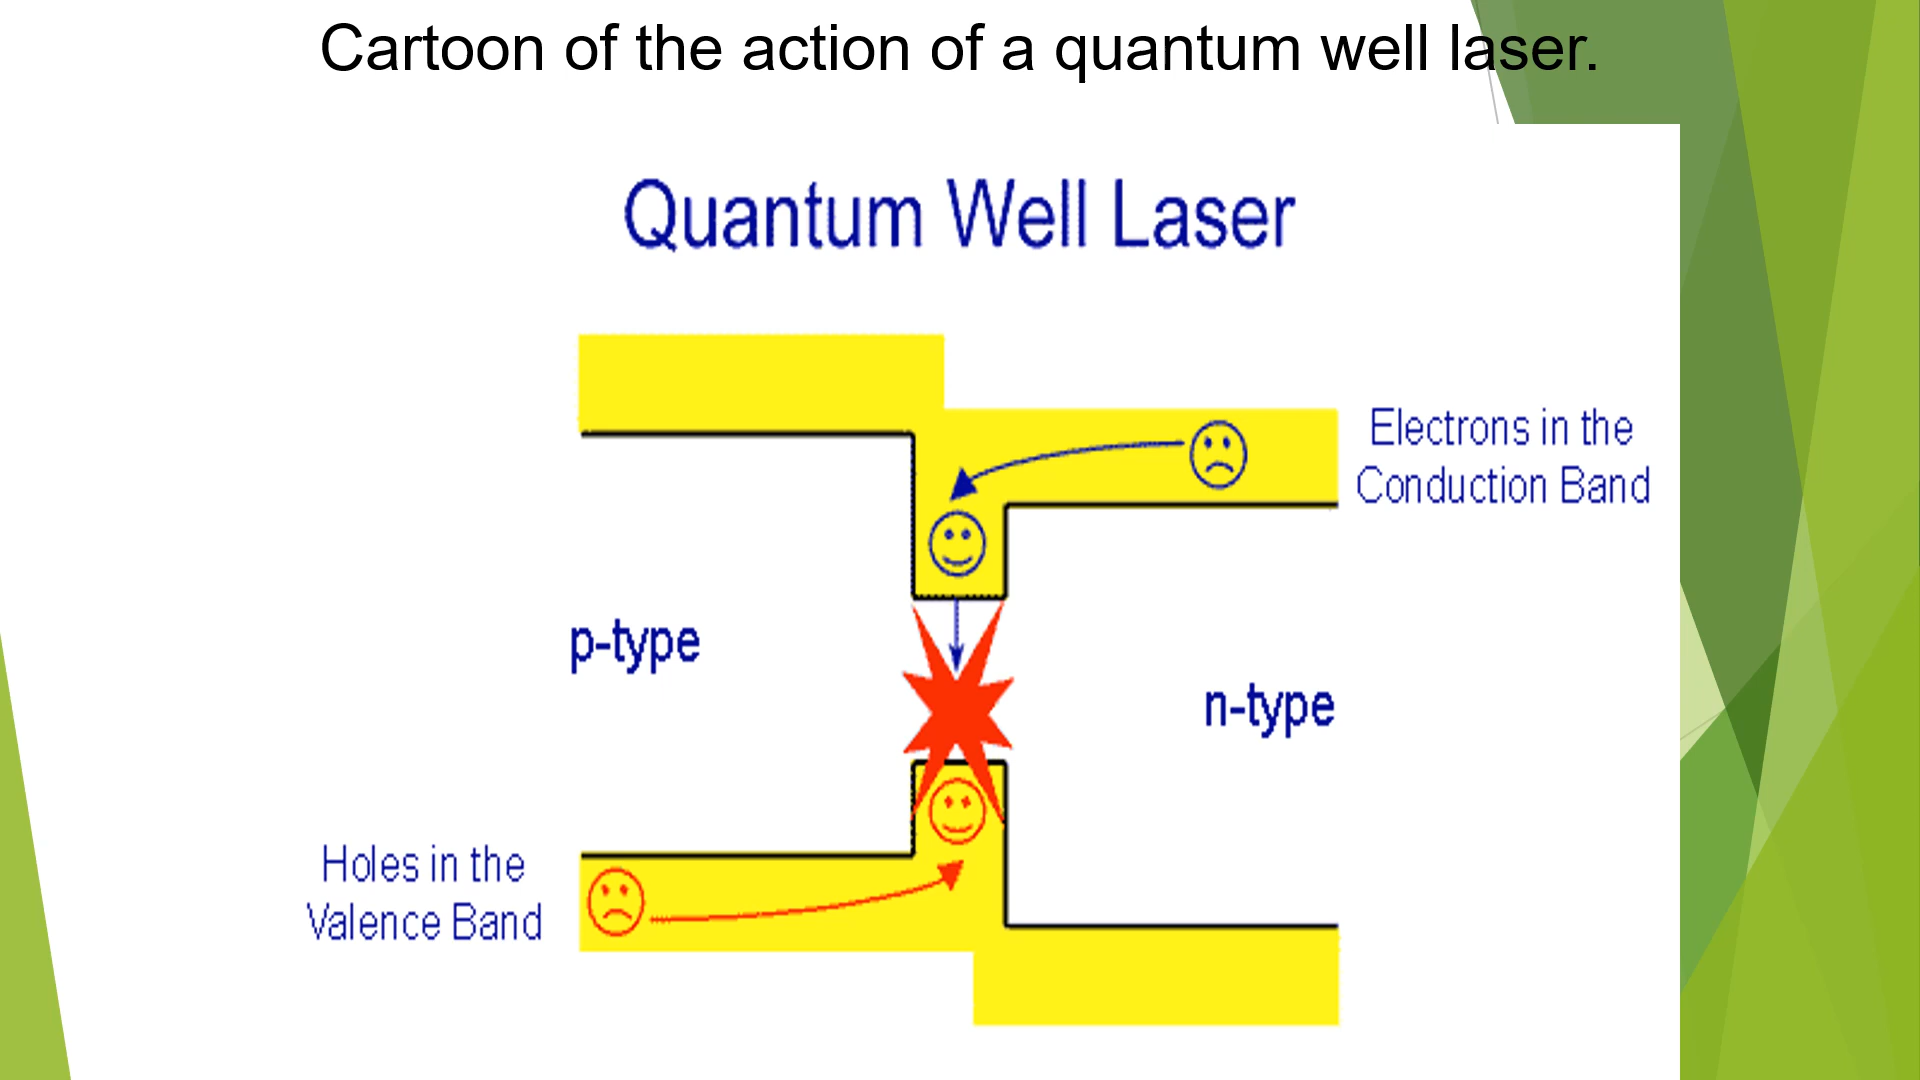 Cartoon of the action of a quantum well laser.
Quantum Well Laser
Electrons in the
Conduction Band
p-type
n-type
Holes in the
Valence Band